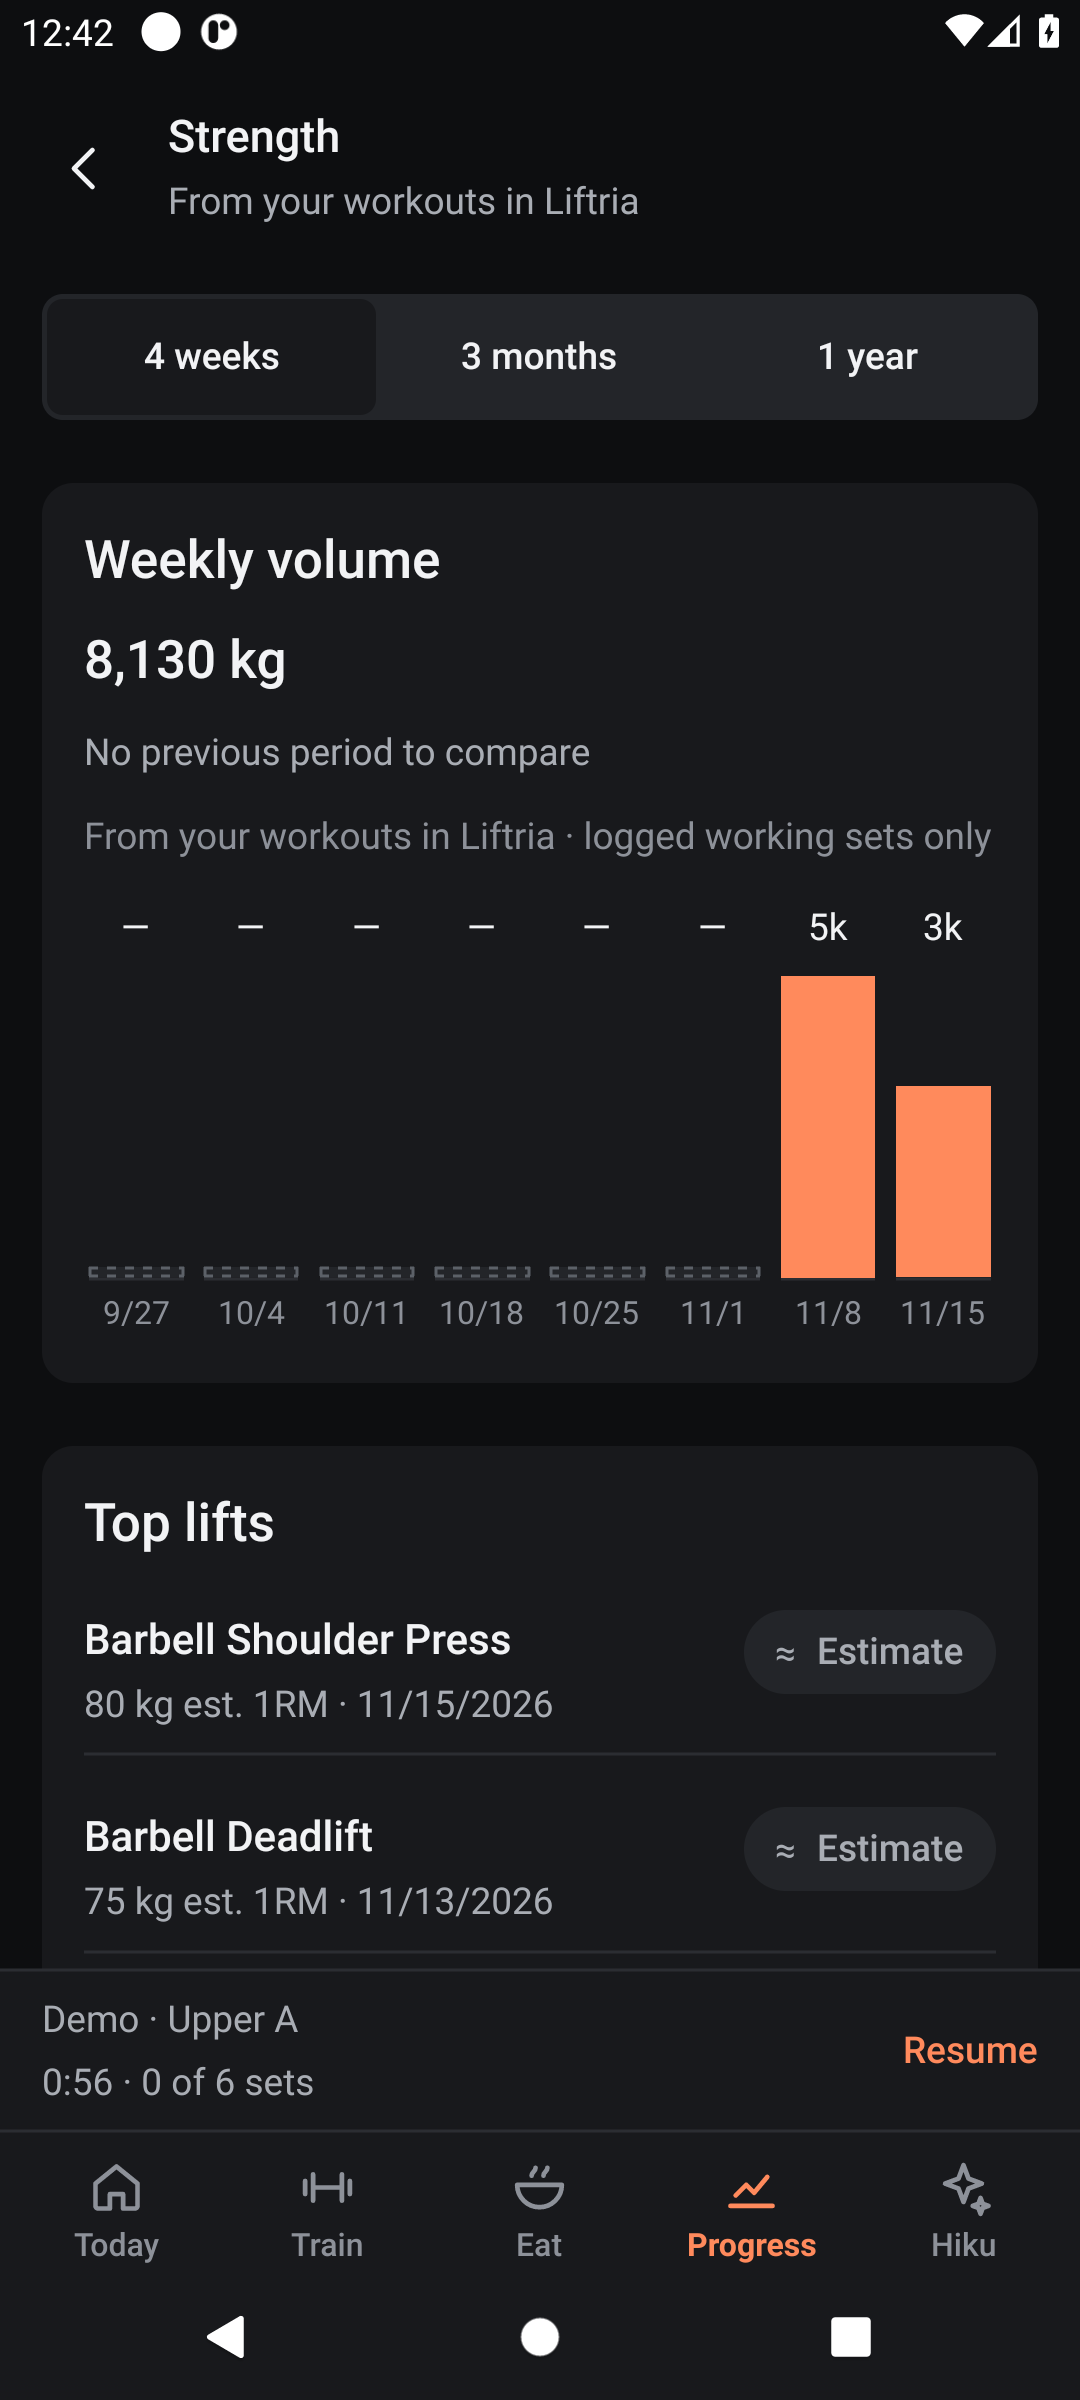 12:42
Strength
From your workouts in Liftria
4 weeks 3 months 1 year
Weekly volume
8,130 kg
No previous period to compare
From your workouts in Liftria · logged working sets only
— — — — — — 5k 3k
9/27 10/4 10/11 10/18 10/25 11/1 11/8 11/15
Top lifts
Barbell Shoulder Press
≈ Estimate
80 kg est. 1RM · 11/15/2026
Barbell Deadlift
≈ Estimate
75 kg est. 1RM · 11/13/2026
Demo · Upper A
Resume
0:56 · 0 of 6 sets
Today Train Eat Progress Hiku